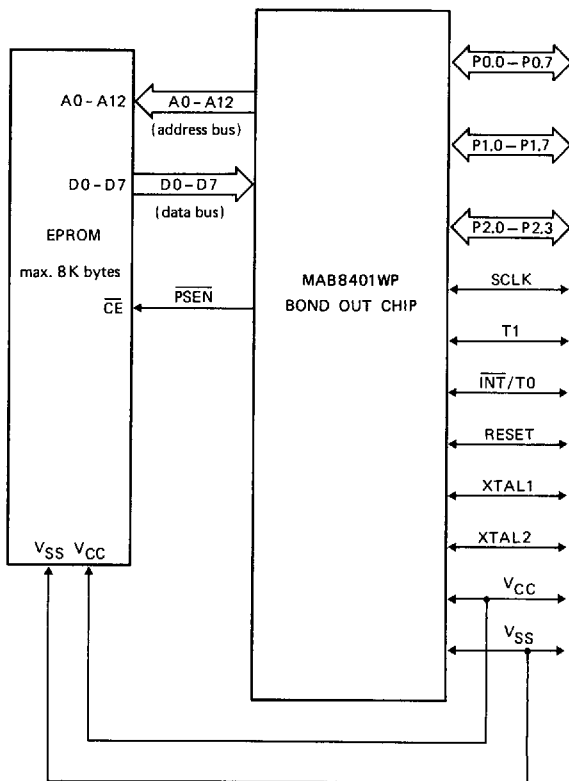 A0-A12
D0-D7
EPROM
max. 8K bytes
CE
VSS VCC
A0-A12
(address bus)
D0-D7
(data bus)
PSEN
MAB8401WP
BOND OUT CHIP
P0.0-P0.7
P1.0-P1.7
P2.0-P2.3
SCLK
T1
INT/T0
RESET
XTAL1
XTAL2
VCC
VSS